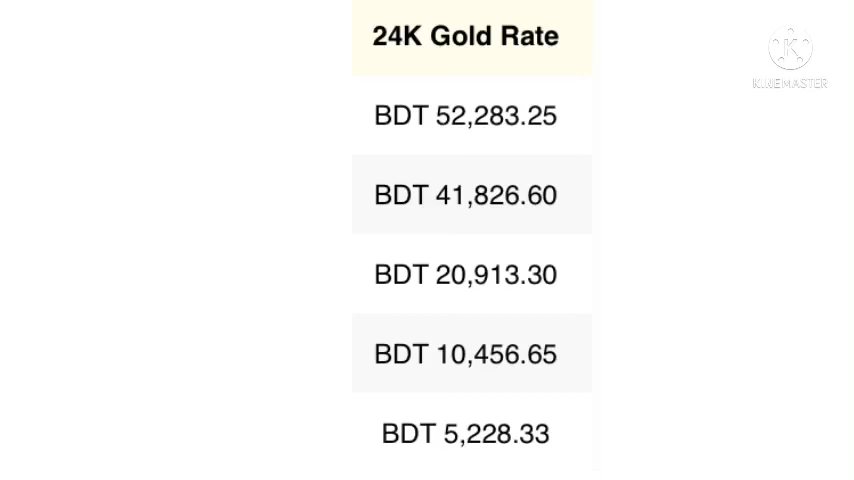 24K Gold Rate
KINEMASTER
BDT 52,283.25
BDT 41,826.60
BDT 20,913.30
BDT 10,456.65
BDT 5,228.33